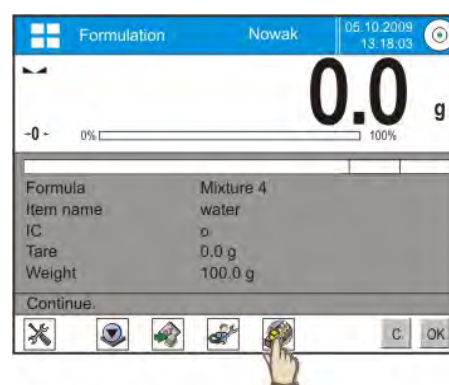 Formulation Nowak 05.10.2009
13:18:03
0.0 g
-0- 0% 100%
Formula Mixture 4
Item name water
IC o
Tare 0.0 g
Weight 100.0 g
Continue.
C. OK